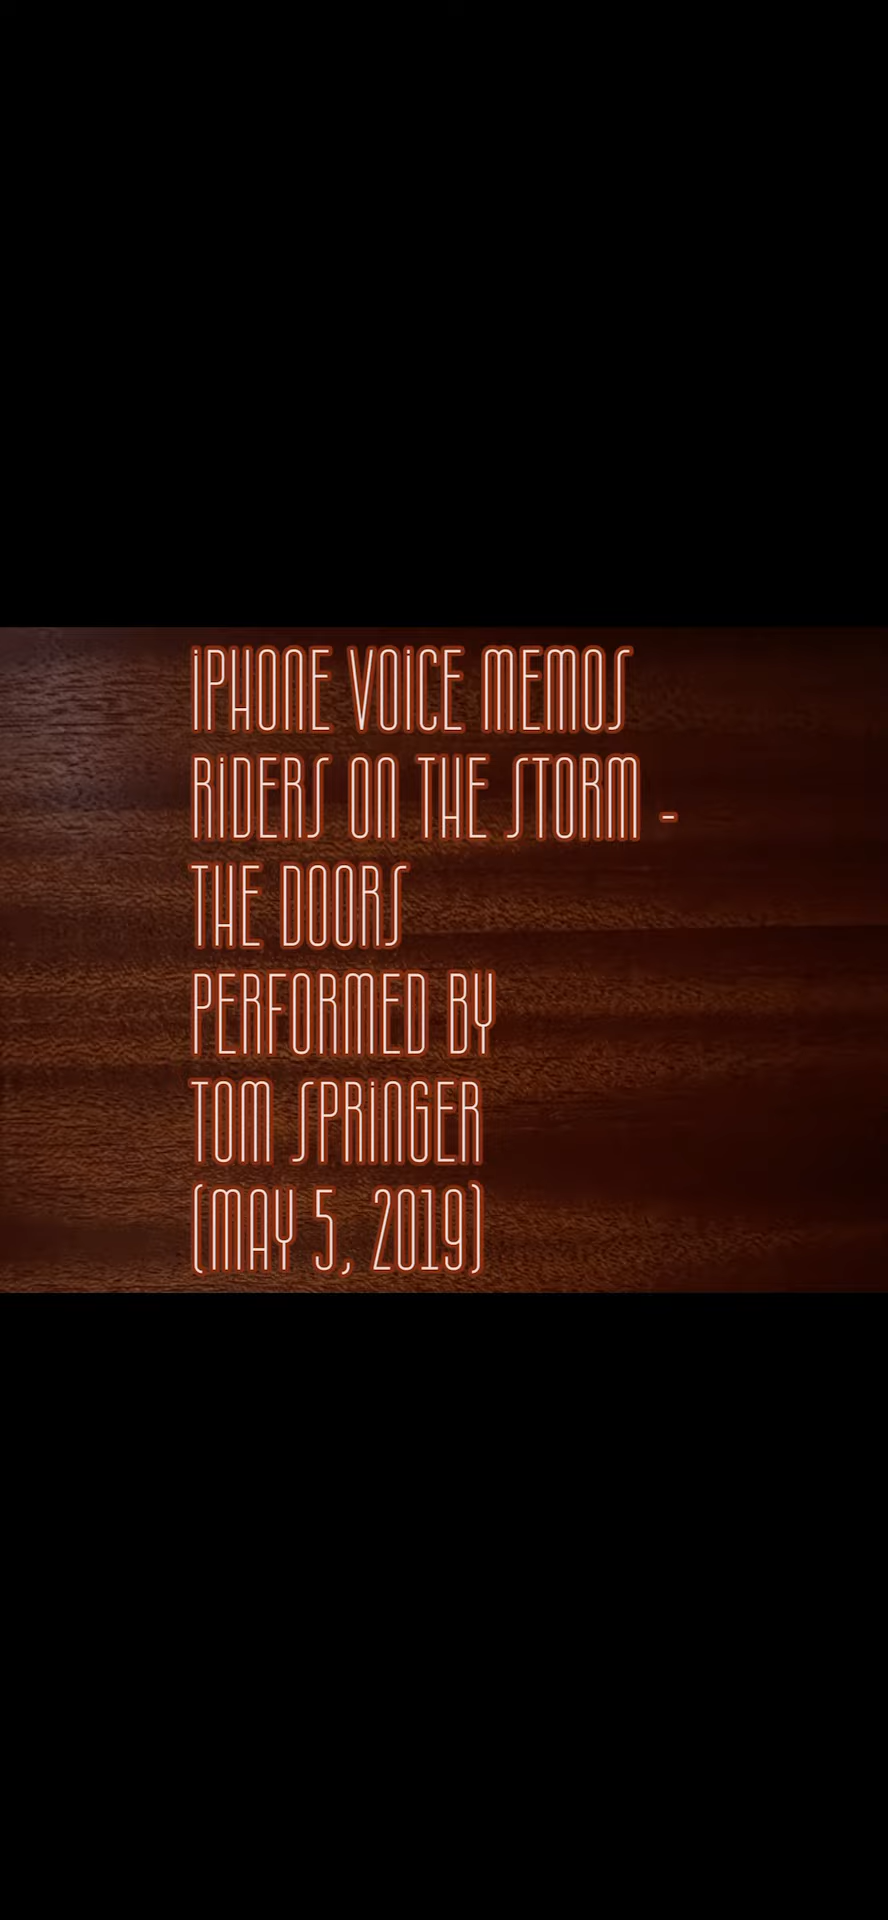 iPHONE VOiCE MEMOS
RiDERS ON THE STORM -
THE DOORS
PERFORMED BY
TOM SPRiNGER
(MAY 5, 2019)